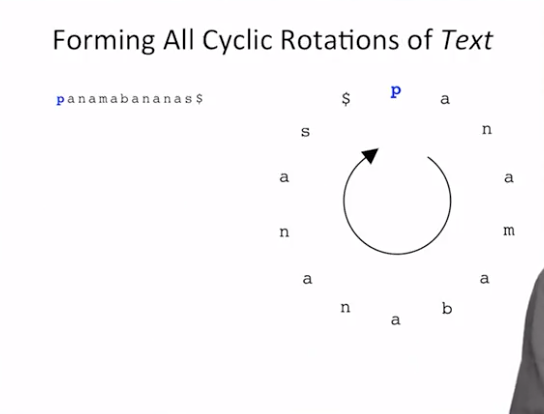 Forming All Cyclic Rotations of Text
panamabananas$
p
a
n
a
m
a
b
a
n
a
n
a
s
$